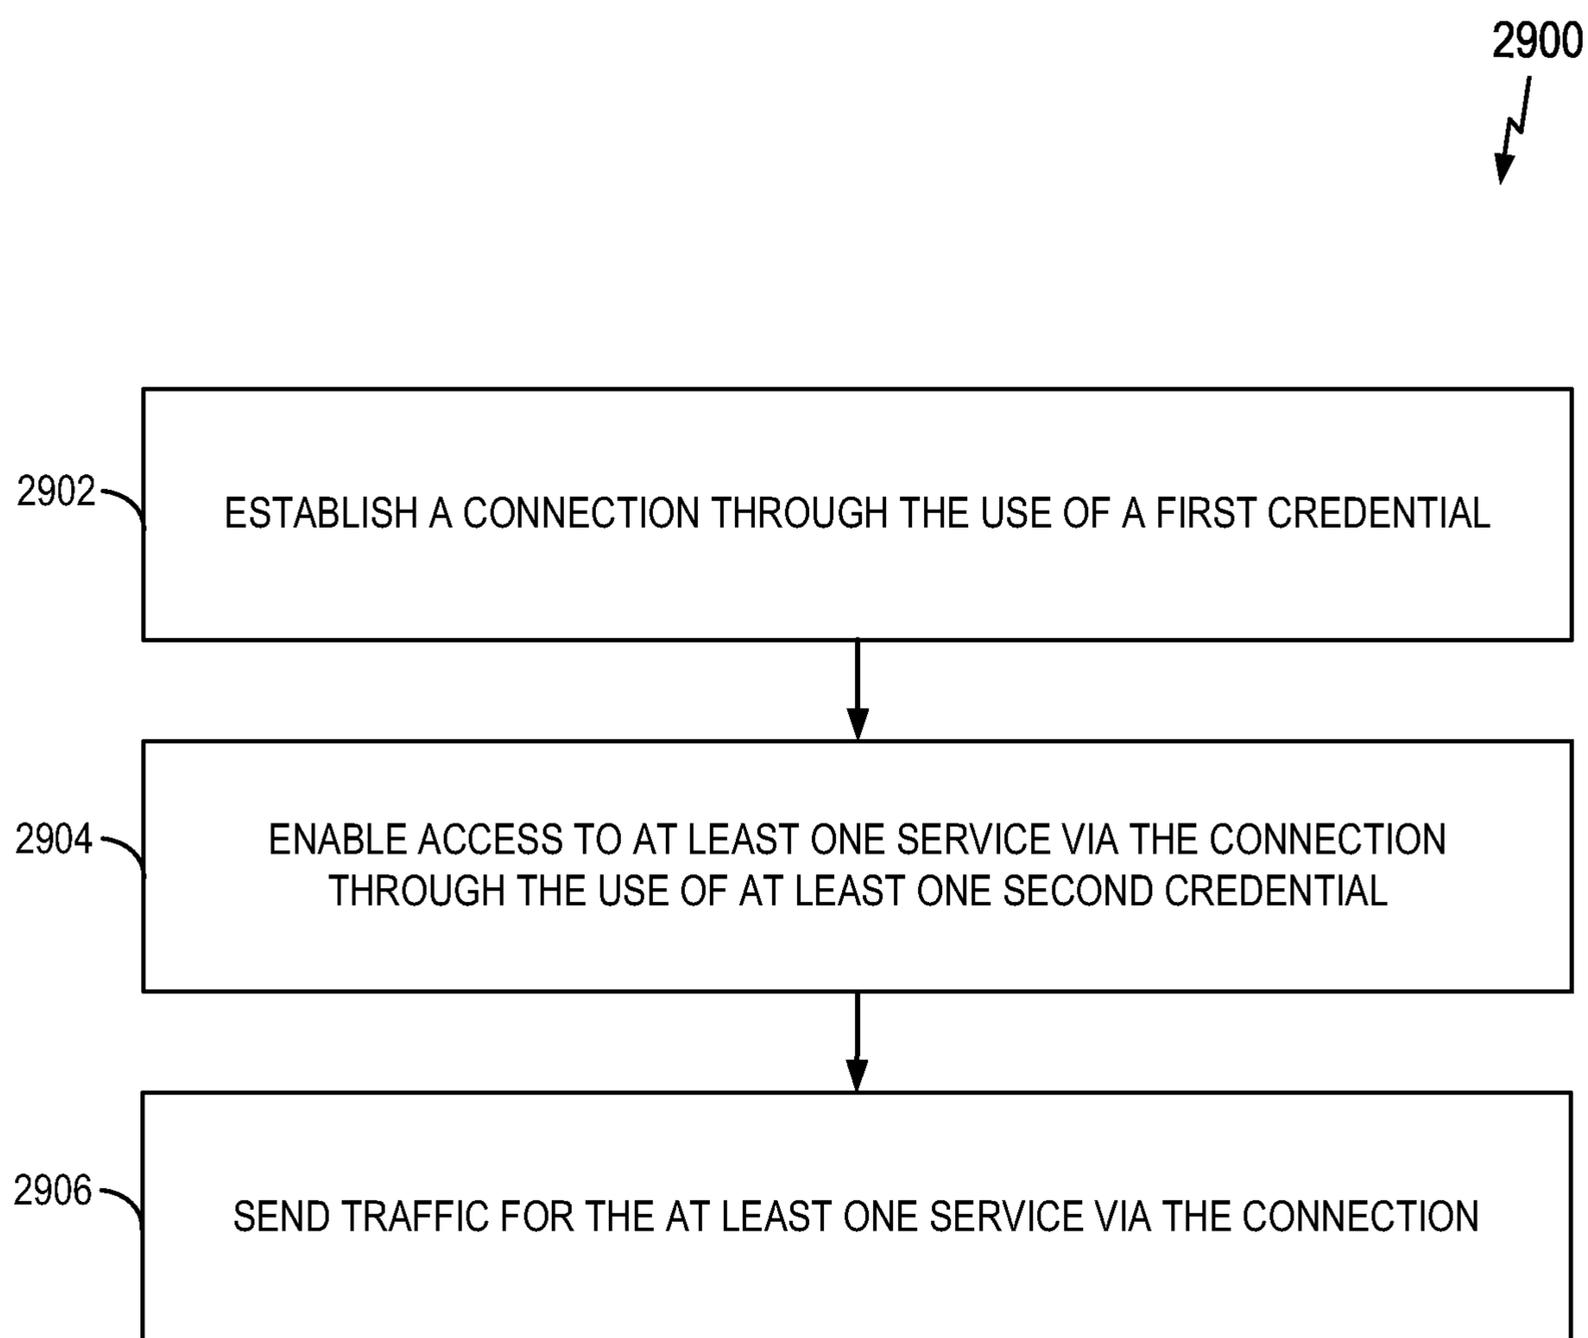 2900
2902
ESTABLISH A CONNECTION THROUGH THE USE OF A FIRST CREDENTIAL
2904
ENABLE ACCESS TO AT LEAST ONE SERVICE VIA THE CONNECTION
THROUGH THE USE OF AT LEAST ONE SECOND CREDENTIAL
2906
SEND TRAFFIC FOR THE AT LEAST ONE SERVICE VIA THE CONNECTION